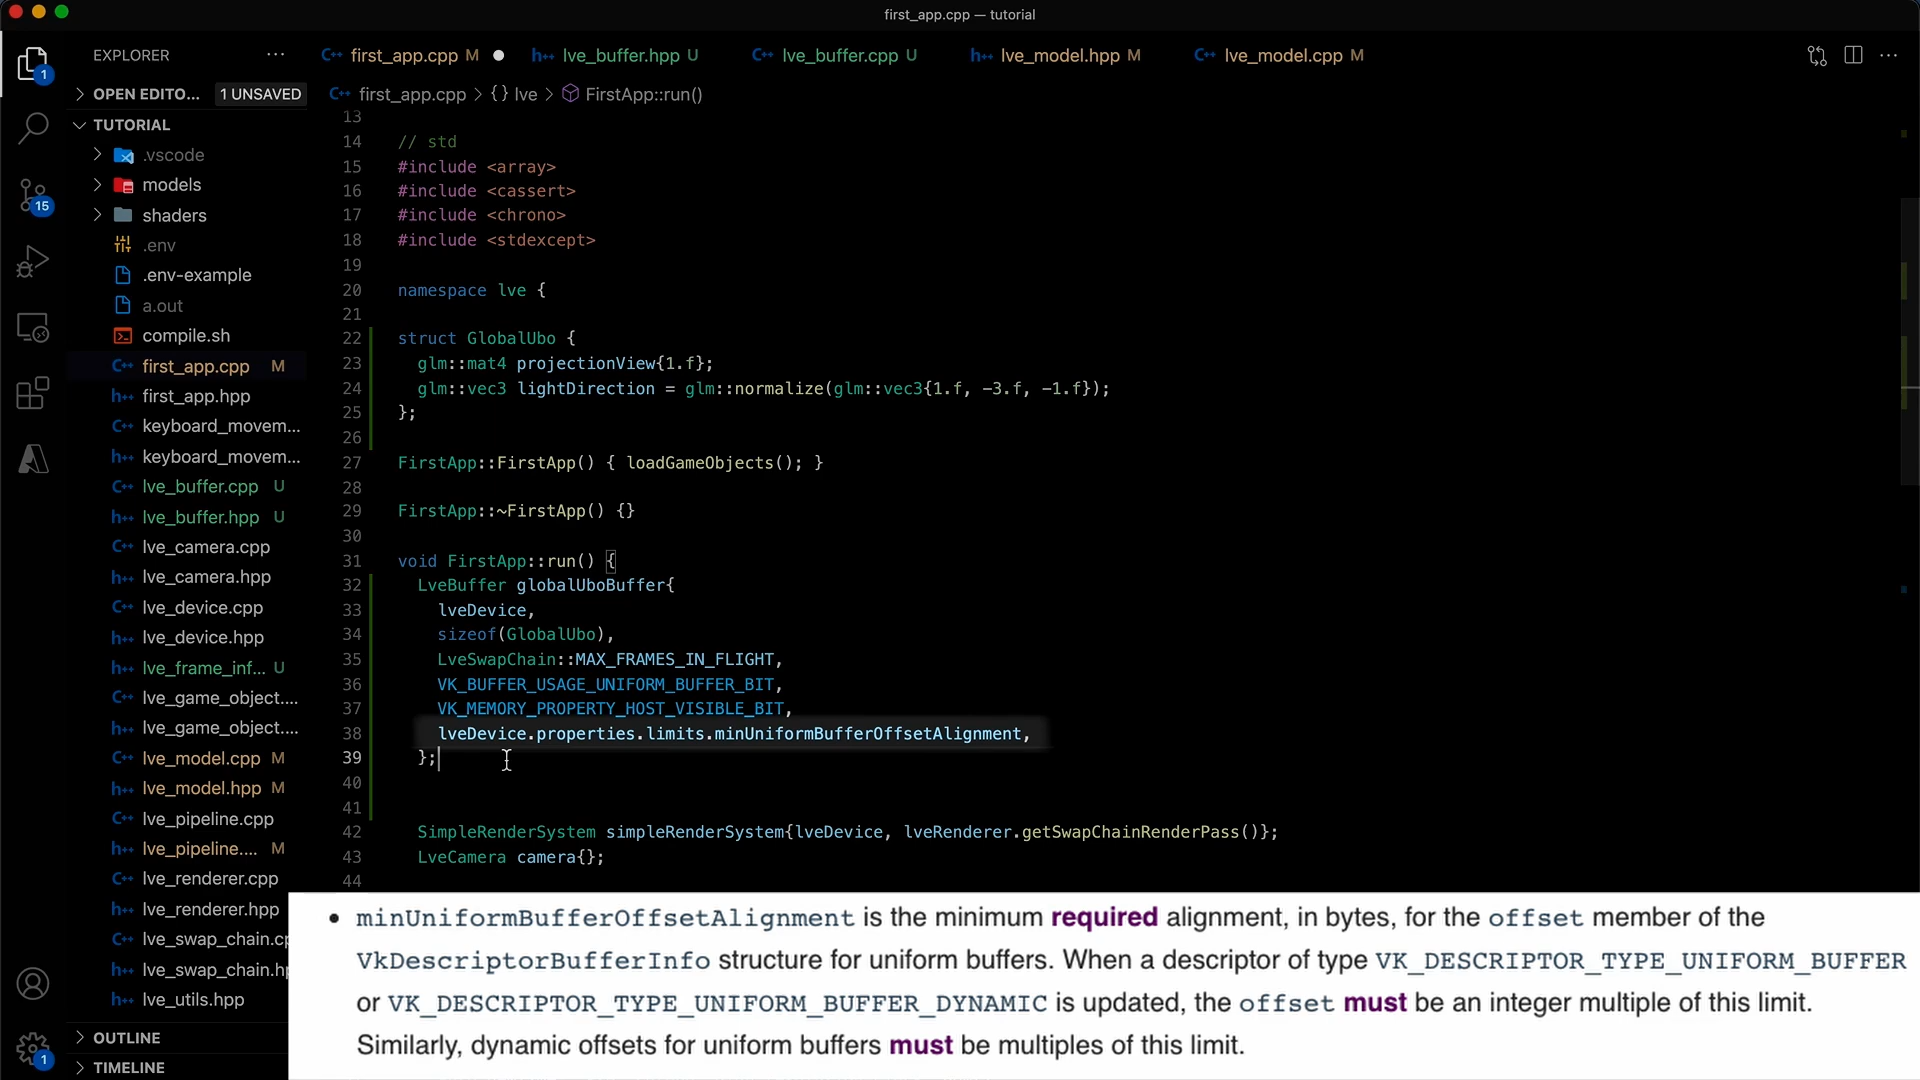 first_app.cpp — tutorial
EXPLORER ···
first_app.cpp M
lve_buffer.hpp U
lve_buffer.cpp U
lve_model.hpp M
lve_model.cpp M
OPEN EDITO... 1 UNSAVED
first_app.cpp > {} lve > FirstApp::run()
TUTORIAL
.vscode
models
shaders
.env
.env-example
a.out
compile.sh
first_app.cpp M
first_app.hpp
keyboard_movem...
keyboard_movem...
lve_buffer.cpp U
lve_buffer.hpp U
lve_camera.cpp
lve_camera.hpp
lve_device.cpp
lve_device.hpp
lve_frame_inf... U
lve_game_object....
lve_game_object....
lve_model.cpp M
lve_model.hpp M
lve_pipeline.cpp
lve_pipeline.... M
lve_renderer.cpp
lve_renderer.hpp
lve_swap_chain.cp
lve_swap_chain.h
lve_utils.hpp
OUTLINE
TIMELINE
1
15
1
13
14 // std
15 #include <array>
16 #include <cassert>
17 #include <chrono>
18 #include <stdexcept>
19
20 namespace lve {
21
22 struct GlobalUbo {
23 glm::mat4 projectionView{1.f};
24 glm::vec3 lightDirection = glm::normalize(glm::vec3{1.f, -3.f, -1.f});
25 };
26
27 FirstApp::FirstApp() { loadGameObjects(); }
28
29 FirstApp::~FirstApp() {}
30
31 void FirstApp::run() {
32 LveBuffer globalUboBuffer{
33 lveDevice,
34 sizeof(GlobalUbo),
35 LveSwapChain::MAX_FRAMES_IN_FLIGHT,
36 VK_BUFFER_USAGE_UNIFORM_BUFFER_BIT,
37 VK_MEMORY_PROPERTY_HOST_VISIBLE_BIT,
38 lveDevice.properties.limits.minUniformBufferOffsetAlignment,
39 };
40
41
42 SimpleRenderSystem simpleRenderSystem{lveDevice, lveRenderer.getSwapChainRenderPass()};
43 LveCamera camera{};
44
• minUniformBufferOffsetAlignment is the minimum required alignment, in bytes, for the offset member of the
VkDescriptorBufferInfo structure for uniform buffers. When a descriptor of type VK_DESCRIPTOR_TYPE_UNIFORM_BUFFER
or VK_DESCRIPTOR_TYPE_UNIFORM_BUFFER_DYNAMIC is updated, the offset must be an integer multiple of this limit.
Similarly, dynamic offsets for uniform buffers must be multiples of this limit.